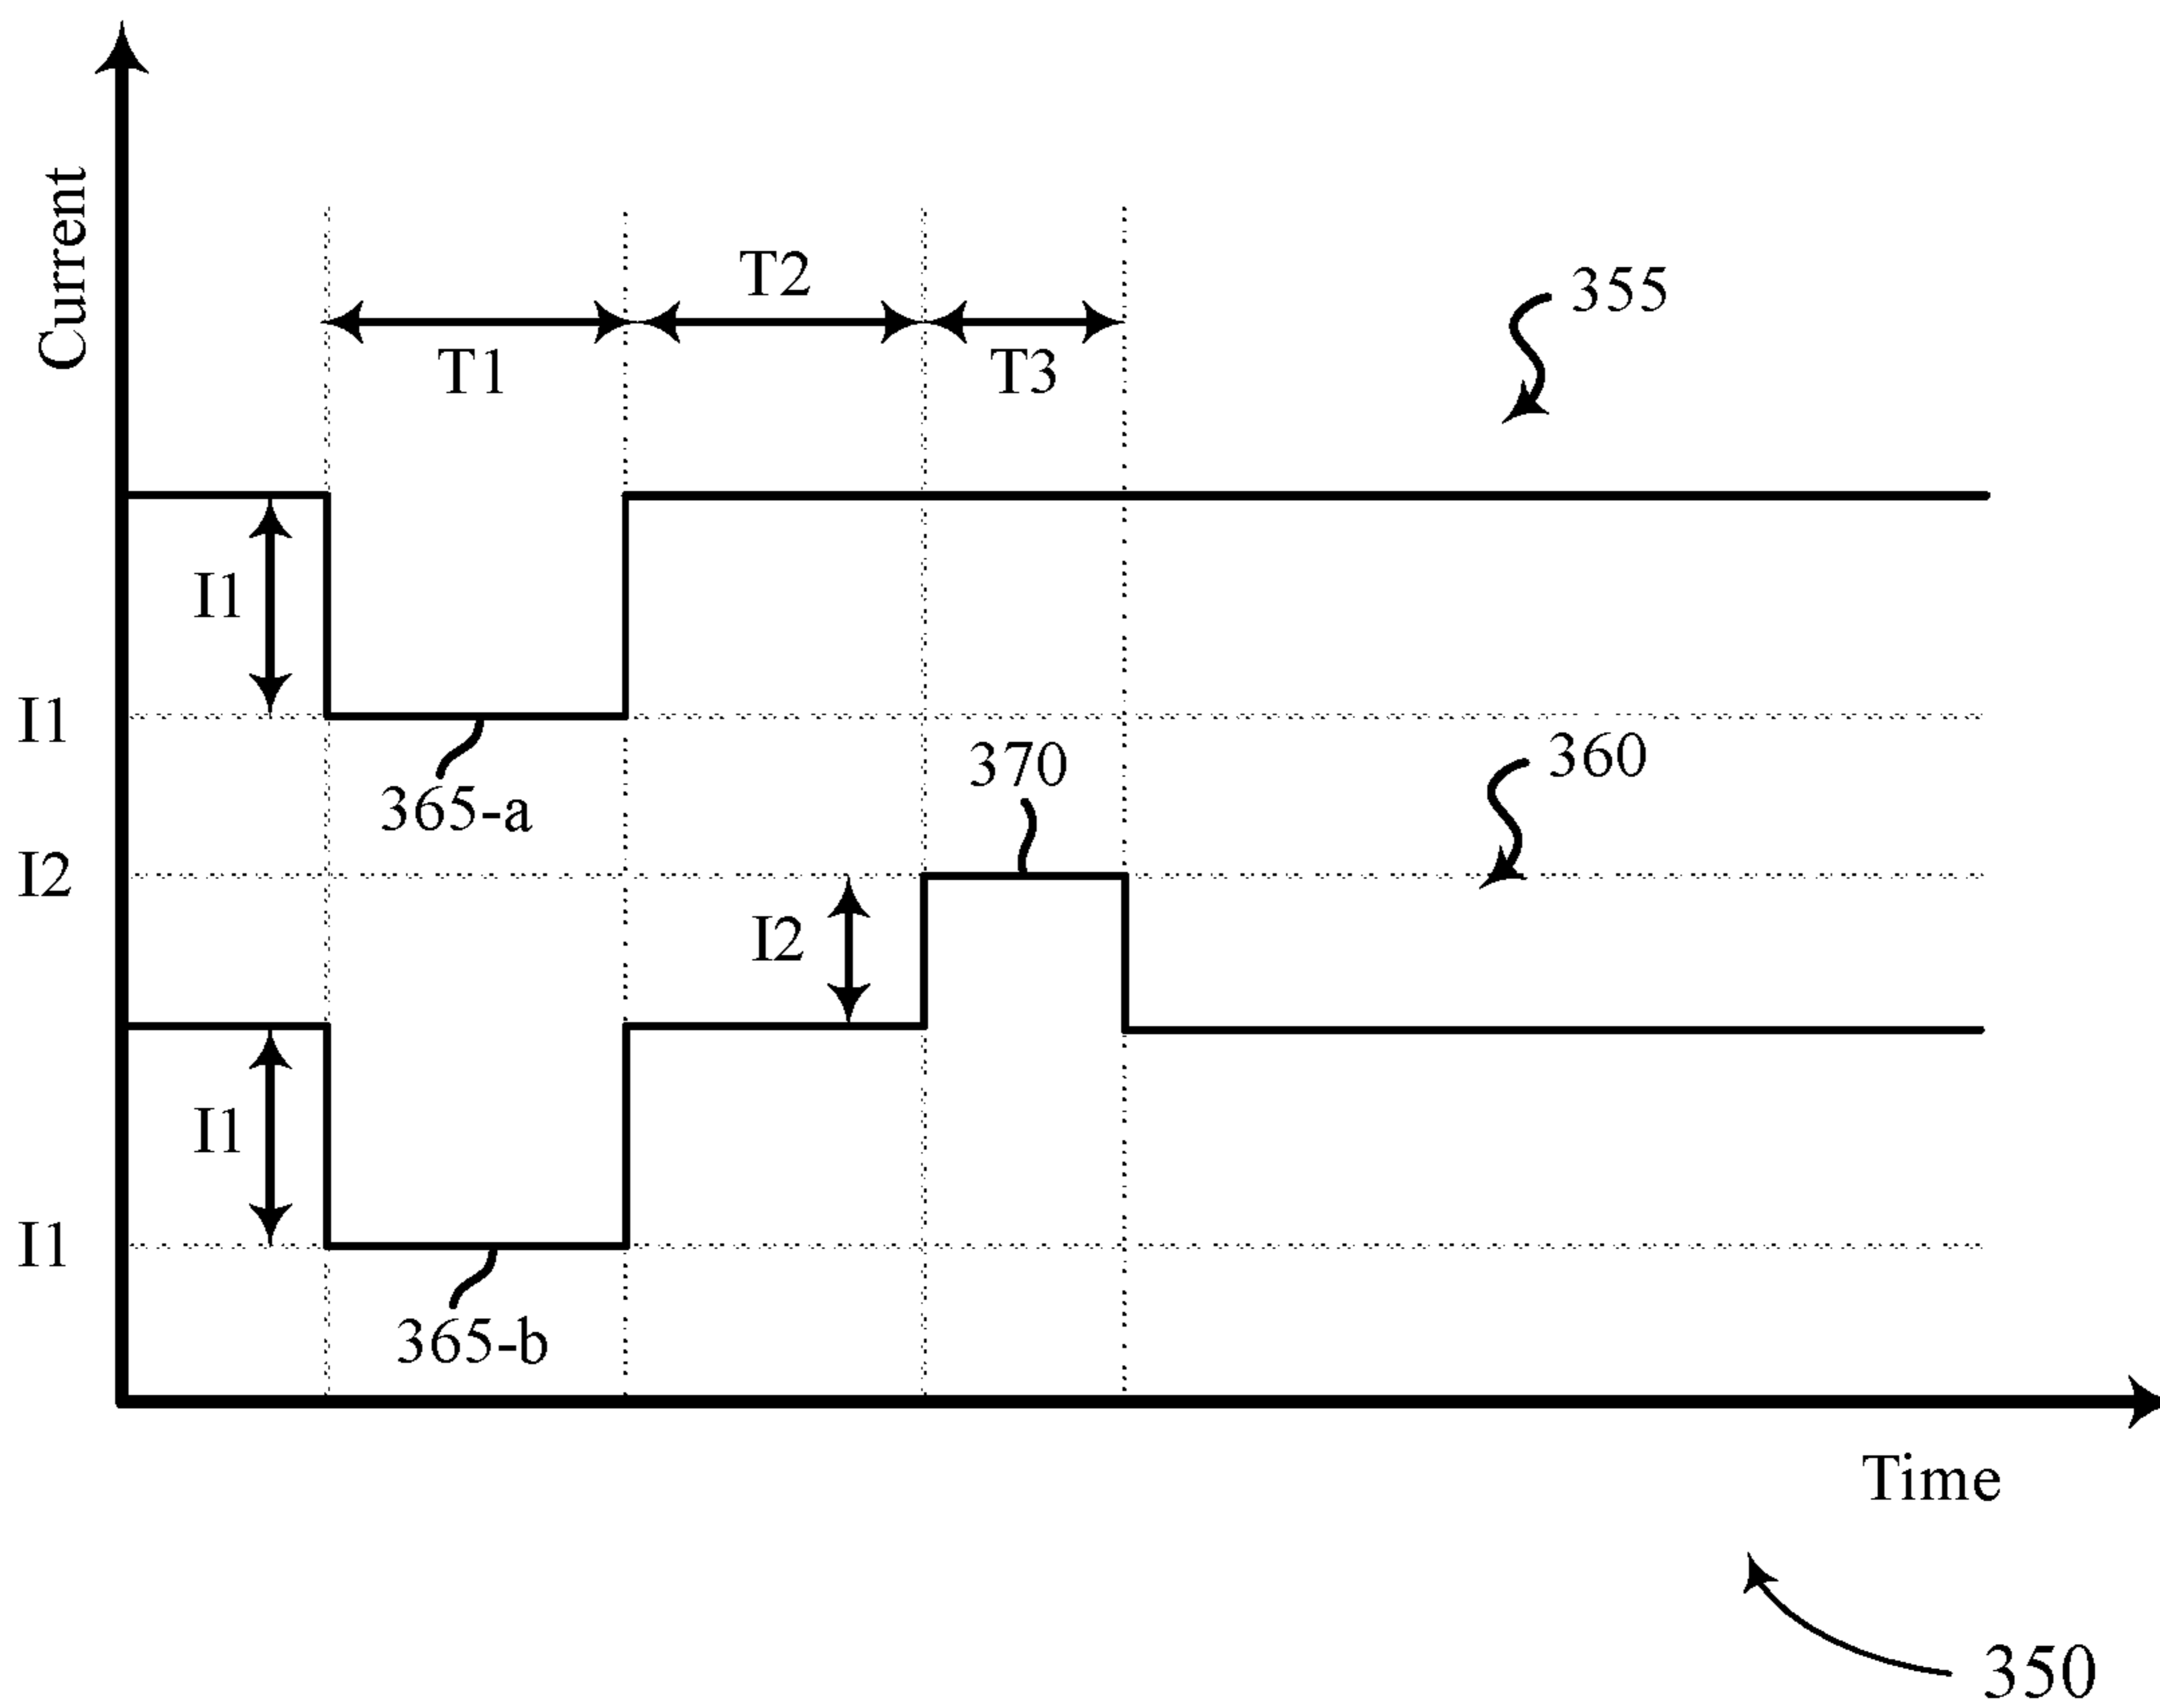 Current
T2
355
T1
T3
I1
I1
370
360
365-a
I2
I2
I1
I1
365-b
Time
350